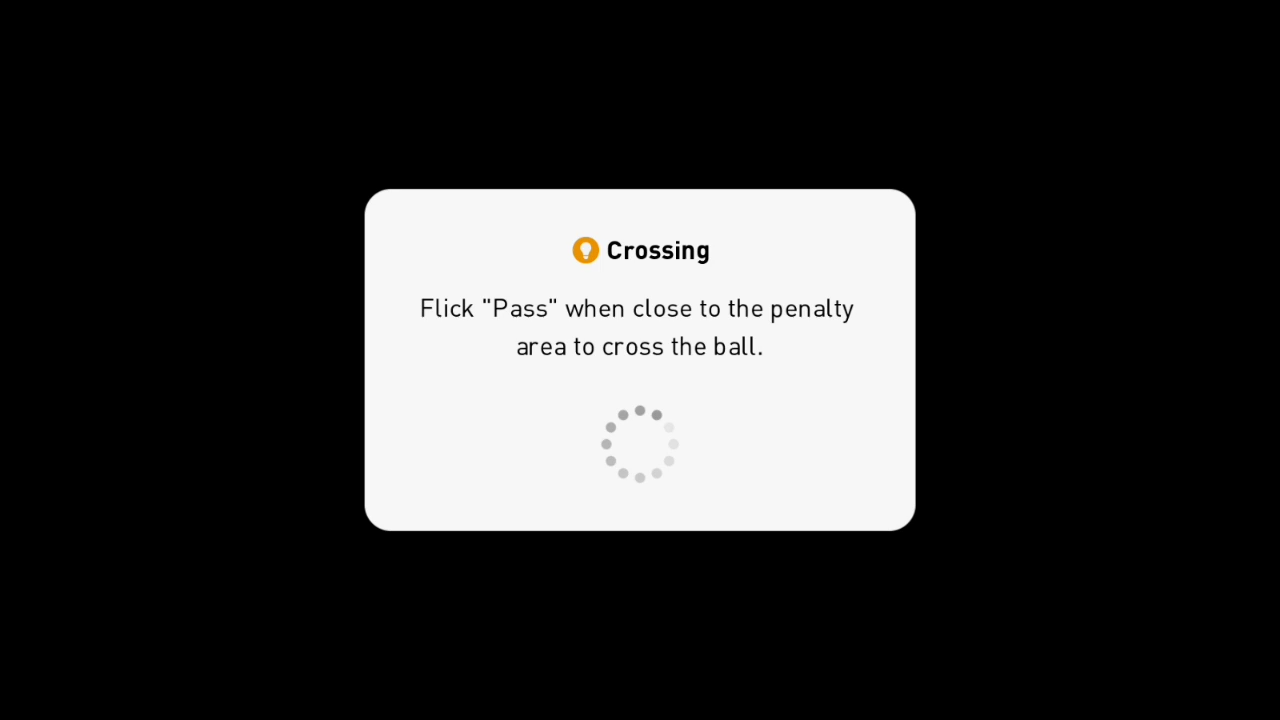 Crossing
Flick "Pass" when close to the penalty
area to cross the ball.